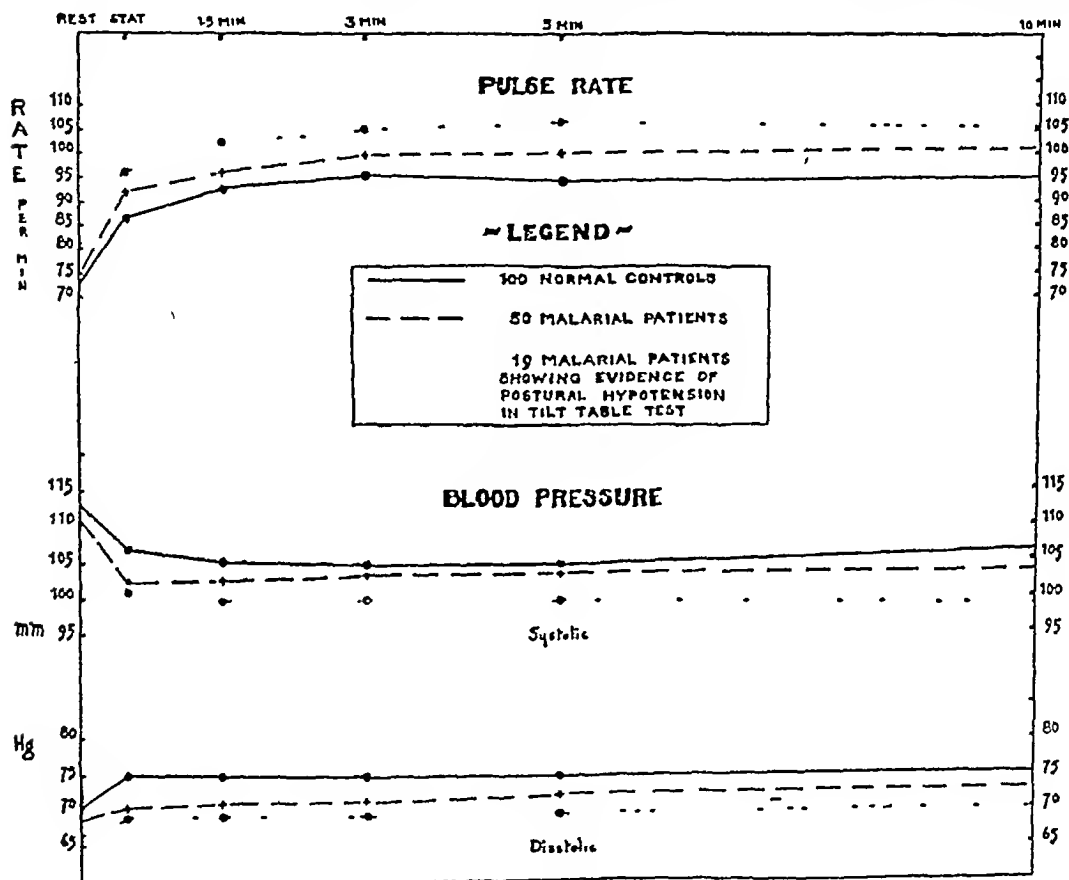 REST STAT 1.5 MIN 3 MIN 5 MIN 10 MIN
PULSE RATE
RATE PER MIN
110 110
105 105
100 100
95 95
90 90
85 85
80 80
75 75
70 70
~LEGEND~
100 NORMAL CONTROLS
50 MALARIAL PATIENTS
19 MALARIAL PATIENTS
SHOWING EVIDENCE OF
POSTURAL HYPOTENSION
IN TILT TABLE TEST
BLOOD PRESSURE
115 115
110 110
105 105
100 100
mm 95 95
Systolic
Hg
80 80
75 75
70 70
65 65
Diastolic